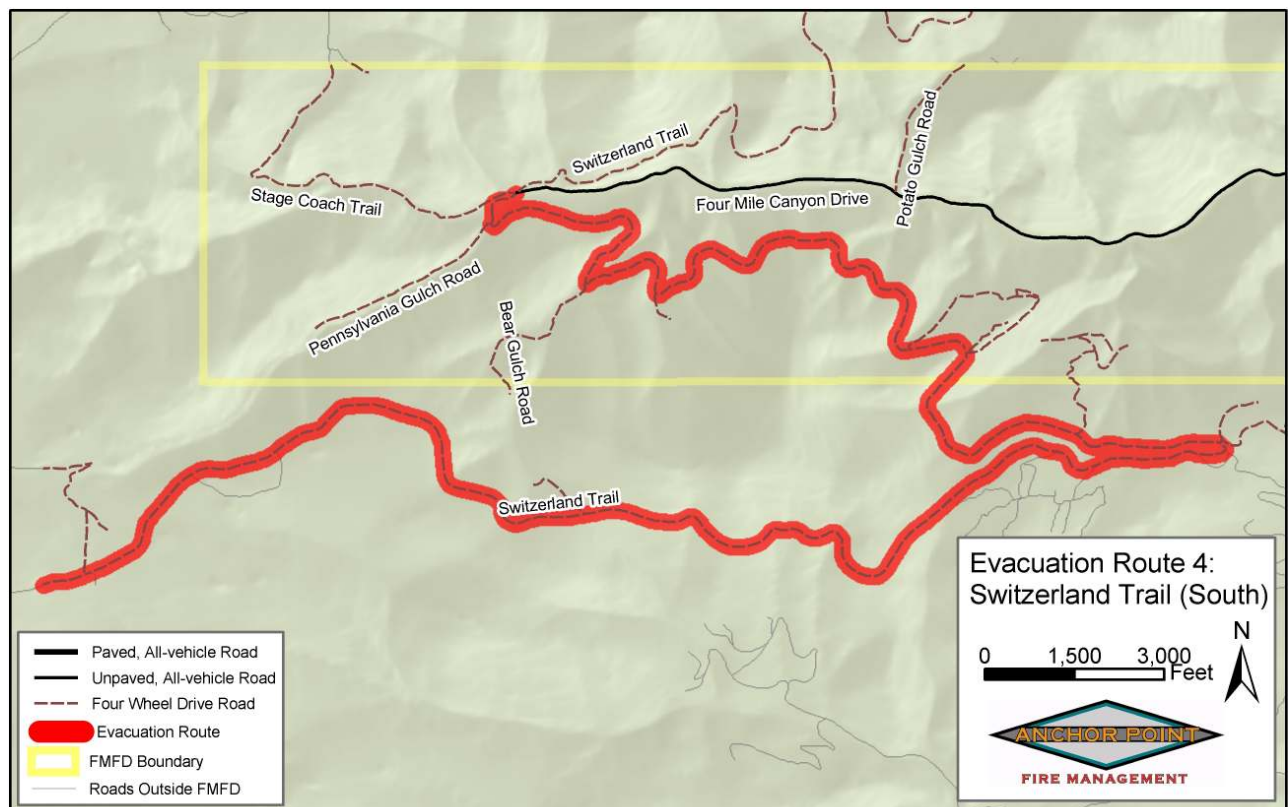 Switzerland Trail
Stage Coach Trail
Four Mile Canyon Drive
Potato Gulch Road
Pennsylvania Gulch Road
Bear Gulch Road
Switzerland Trail
Evacuation Route 4:
Switzerland Trail (South)
N
0 1,500 3,000
Feet
ANCHOR POINT
FIRE MANAGEMENT
Paved, All-vehicle Road
Unpaved, All-vehicle Road
Four Wheel Drive Road
Evacuation Route
FMFD Boundary
Roads Outside FMFD